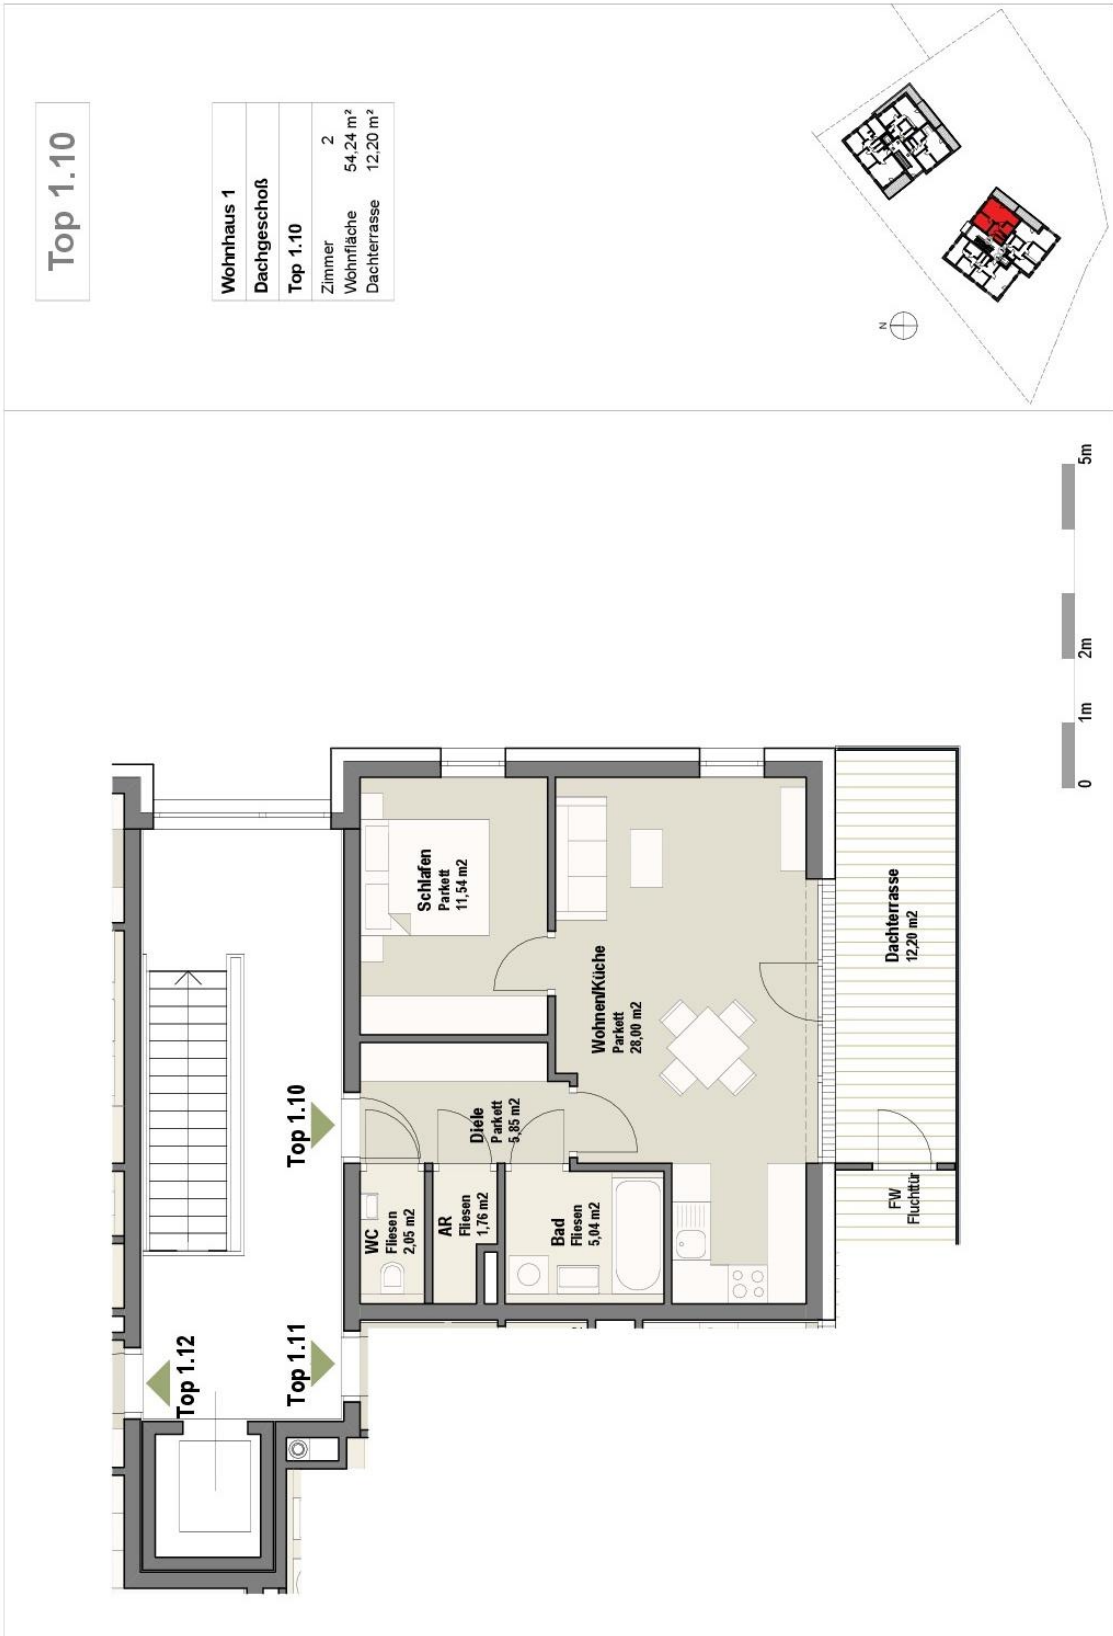 Top 1.10
Wohnhaus 1
Dachgeschoß
Top 1.10
Zimmer 2
Wohnfläche 54,24 m²
Dachterrasse 12,20 m²
N
Top 1.12
Top 1.11
Top 1.10
WC
Fliesen
2,05 m2
AR
Fliesen
1,76 m2
Bad
Fliesen
5,04 m2
Diele
Parkett
5,85 m2
Schlafen
Parkett
11,54 m2
Wohnen/Küche
Parkett
28,00 m2
Dachterrasse
12,20 m2
FW
Fluchttür
0 1m 2m 5m